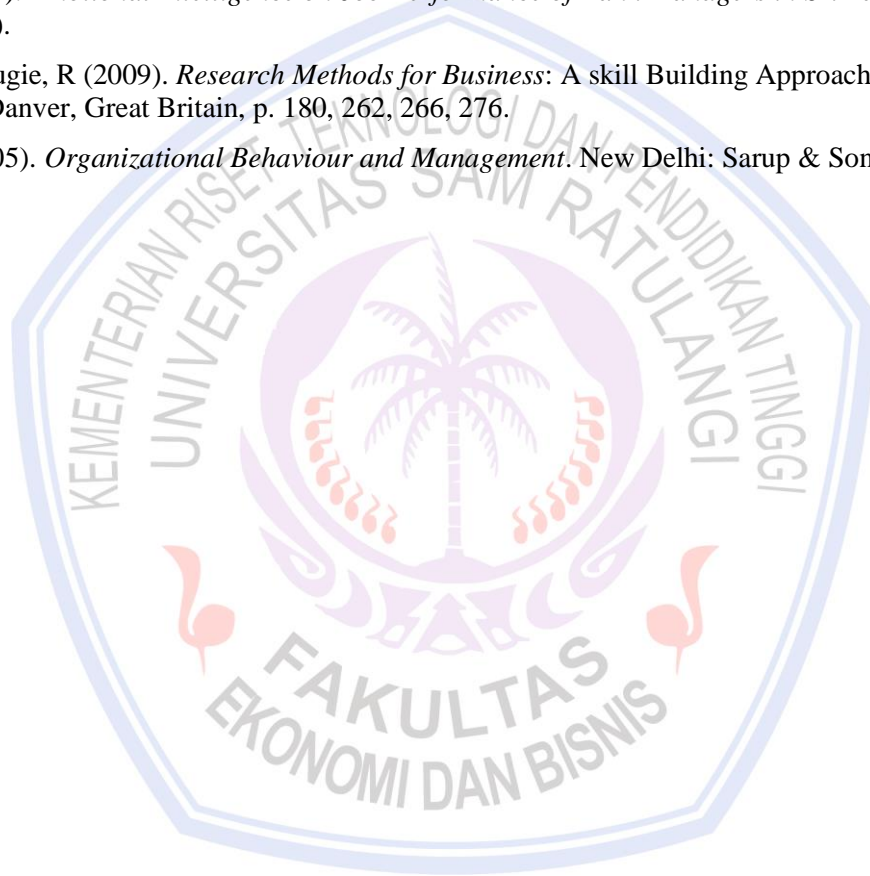 ).
ugie, R (2009). Research Methods for Business: A skill Building Approach
Danver, Great Britain, p. 180, 262, 266, 276.
05). Organizational Behaviour and Management. New Delhi: Sarup & Son
KEMENTERIAN RISET TEKNOLOGI DAN PENDIDIKAN TINGGI
UNIVERSITAS SAM RATULANGI
FAKULTAS
EKONOMI DAN BISNIS